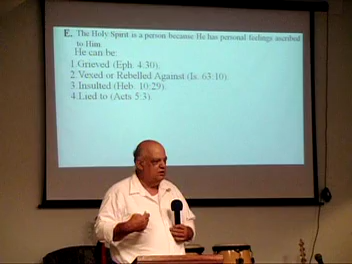 E. The Holy Spirit is a person because He has personal feelings ascribed
to Him.
He can be:
1.Grieved (Eph. 4:30).
2.Vexed or Rebelled Against (Is. 63:10).
3.Insulted (Heb. 10:29).
4.Lied to (Acts 5:3).